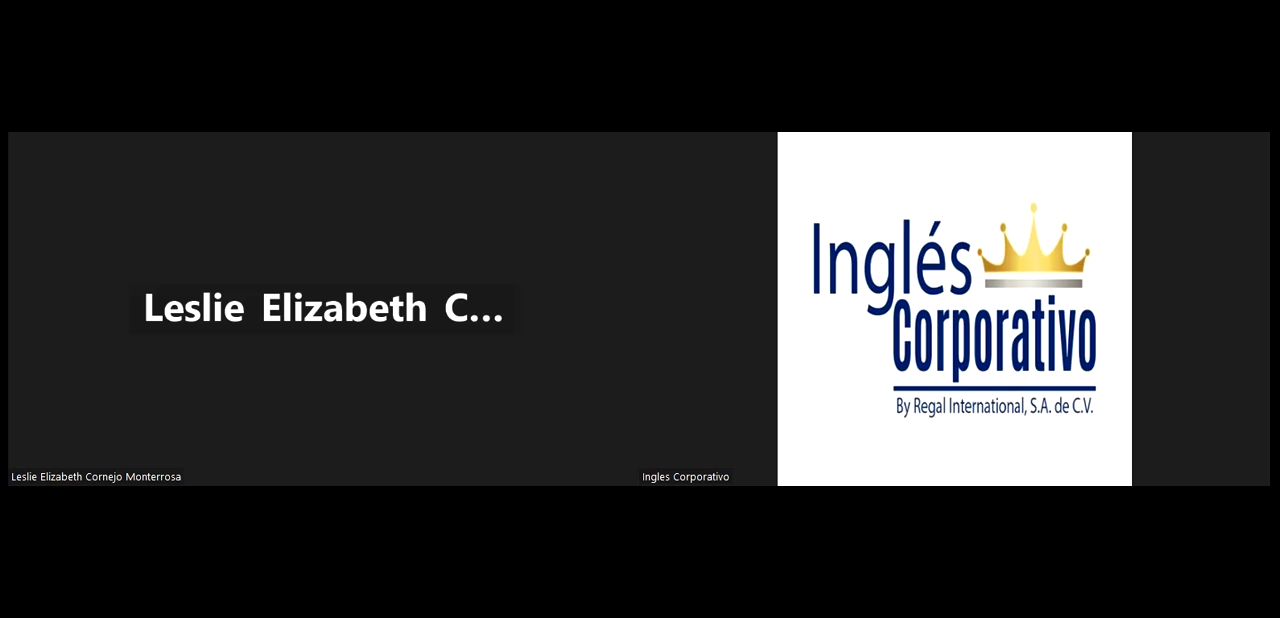 Leslie Elizabeth C...
Leslie Elizabeth Cornejo Monterrosa
Inglés
Corporativo
By Regal International, S.A. de C.V.
Ingles Corporativo